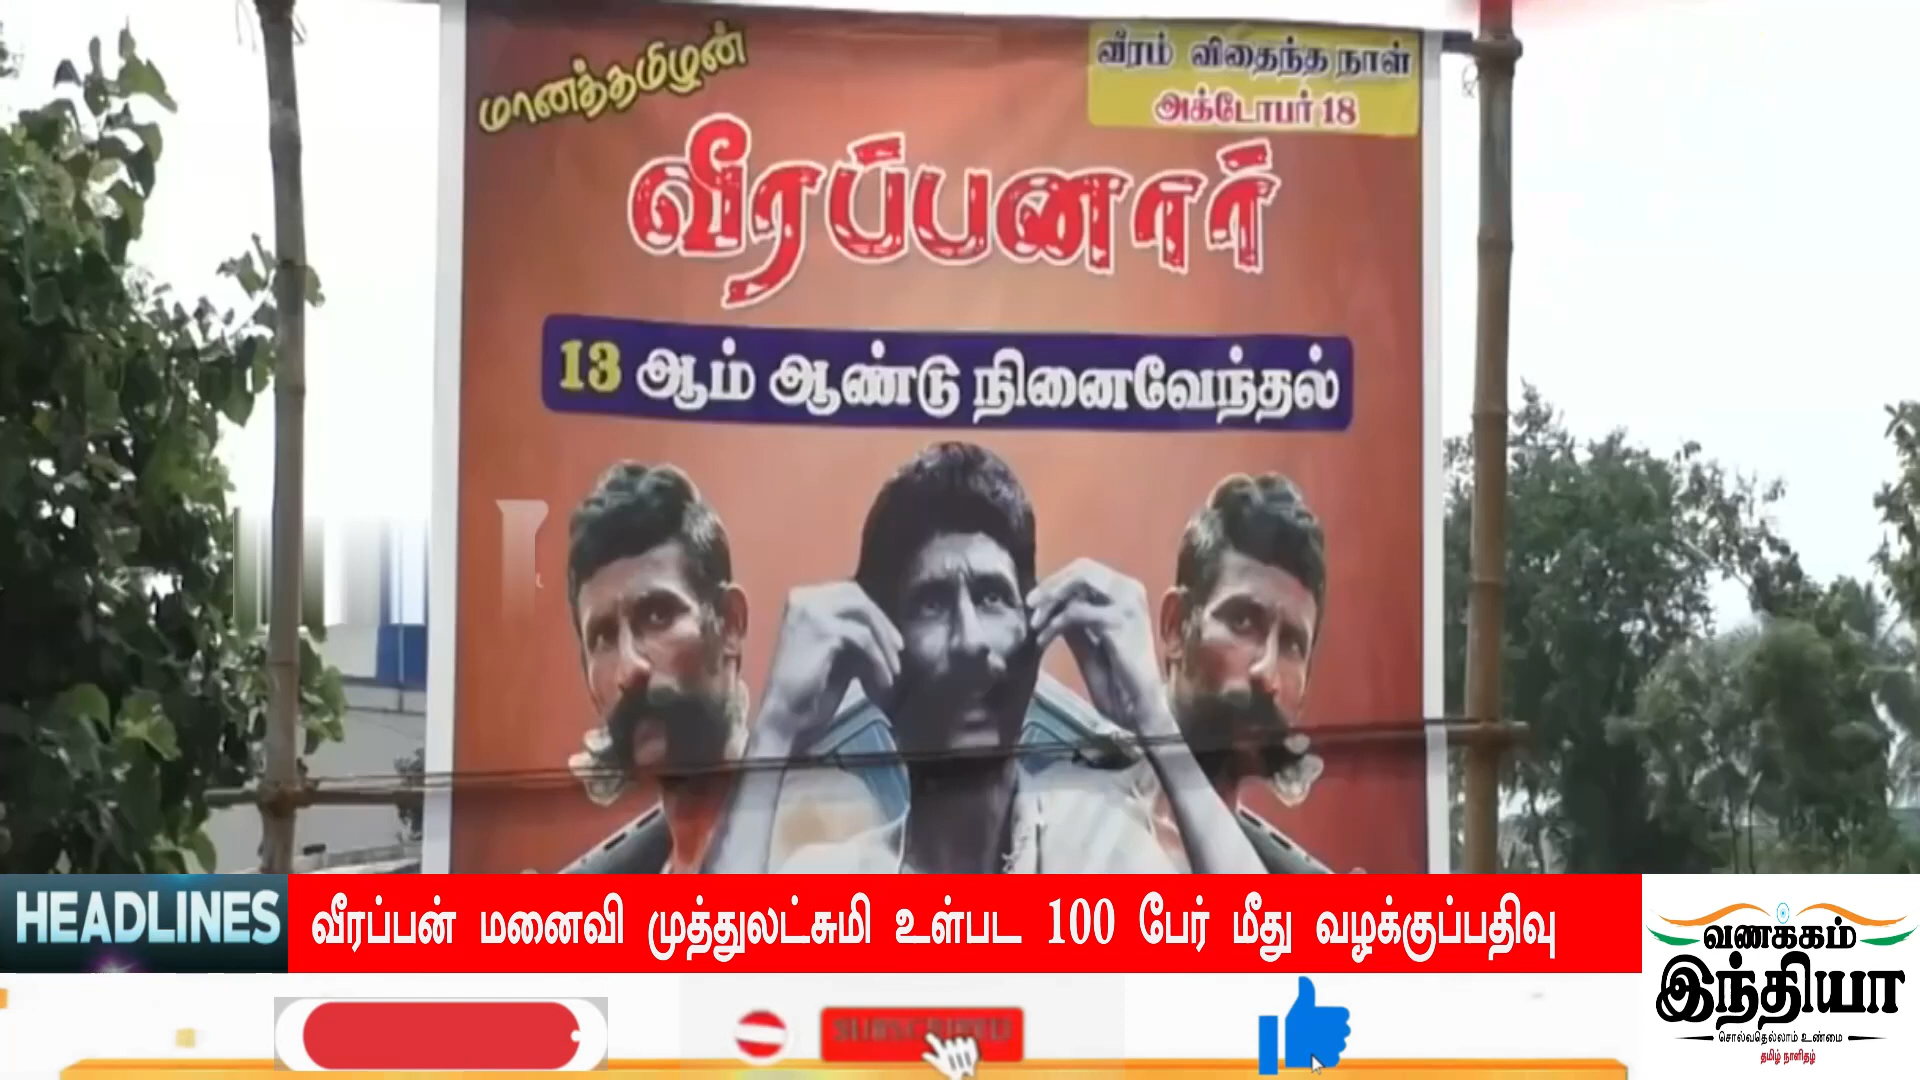 மானத்தமிழன்
வீரம் விதைந்த நாள்
அக்டோபர் 18
வீரப்பனார்
13 ஆம் ஆண்டு நினைவேந்தல்
HEADLINES
வீரப்பன் மனைவி முத்துலட்சுமி உள்பட 100 பேர் மீது வழக்குப்பதிவு
வணக்கம்
இந்தியா
சொல்வதெல்லாம் உண்மை
தமிழ் நாளிதழ்
SUBSCRIBED